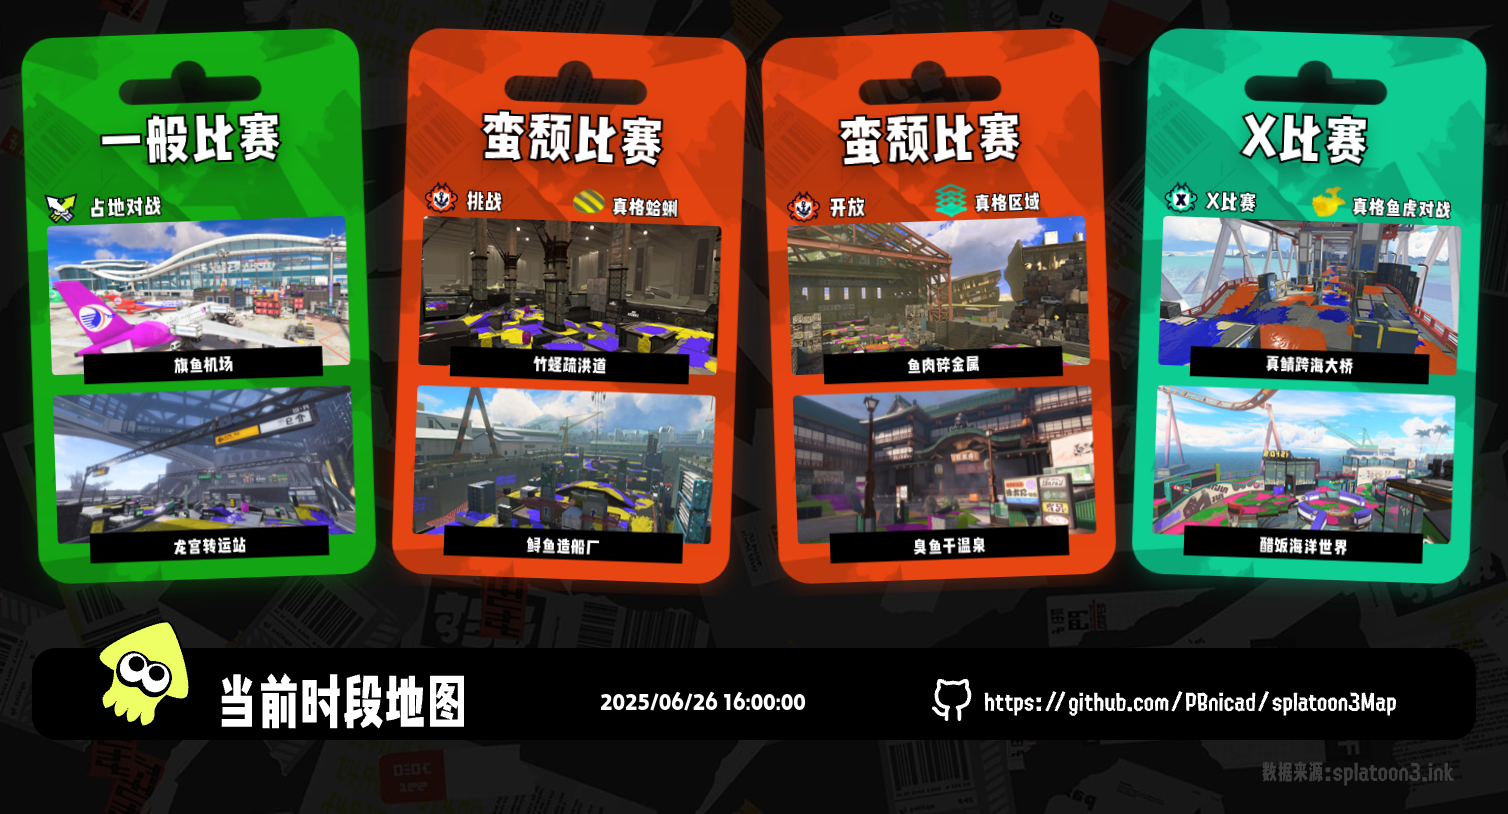 一般比赛
占地对战
旗鱼机场
龙宫转运站
蛮颓比赛
挑战
真格蛤蜊
竹蛏疏洪道
鲟鱼造船厂
蛮颓比赛
开放
真格区域
鱼肉碎金属
臭鱼干温泉
X比赛
X比赛
真格鱼虎对战
真鲭跨海大桥
醋饭海洋世界
当前时段地图
2025/06/26 16:00:00
https://github.com/PBnicad/splatoon3Map
数据来源:splatoon3.ink